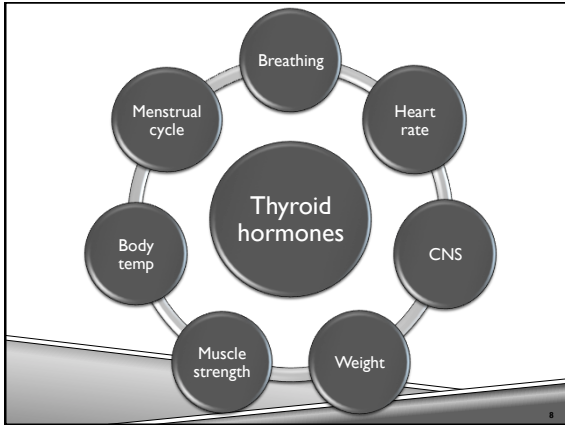 Breathing
Heart
rate
CNS
Weight
Muscle
strength
Body
temp
Menstrual
cycle
Thyroid
hormones
8